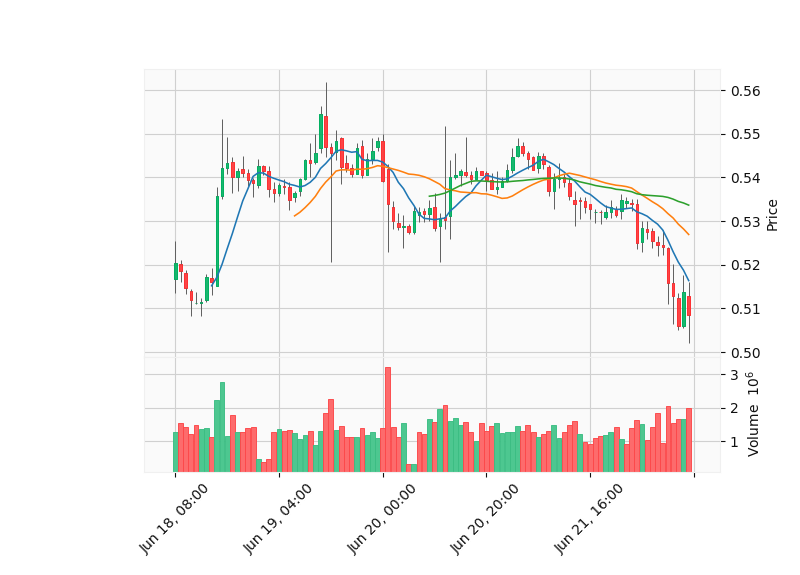 0.56
0.55
0.54
0.53
0.52
0.51
0.50
Price
3
2
1
Volume 10^6
Jun 18, 08:00
Jun 19, 04:00
Jun 20, 00:00
Jun 20, 20:00
Jun 21, 16:00